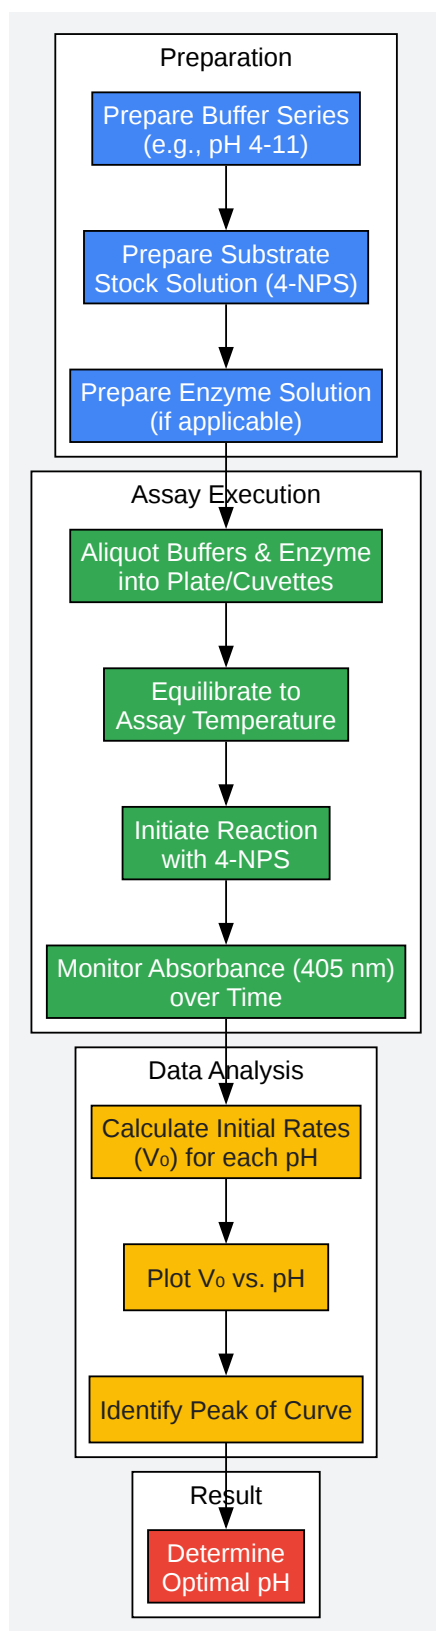 Preparation
Prepare Buffer Series
(e.g., pH 4-11)
Prepare Substrate
Stock Solution (4-NPS)
Prepare Enzyme Solution
(if applicable)
Assay Execution
Aliquot Buffers & Enzyme
into Plate/Cuvettes
Equilibrate to
Assay Temperature
Initiate Reaction
with 4-NPS
Monitor Absorbance (405 nm)
over Time
Data Analysis
Calculate Initial Rates
(V₀) for each pH
Plot V₀ vs. pH
Identify Peak of Curve
Result
Determine
Optimal pH